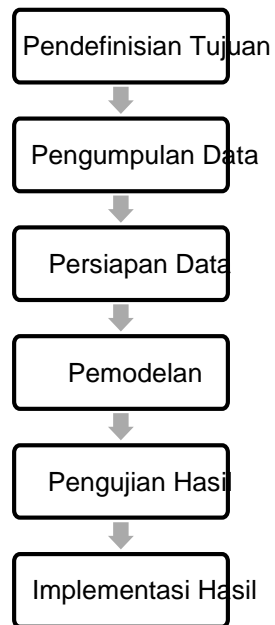 Pendefinisian Tujuan
Pengumpulan Data
Persiapan Data
Pemodelan
Pengujian Hasil
Implementasi Hasil